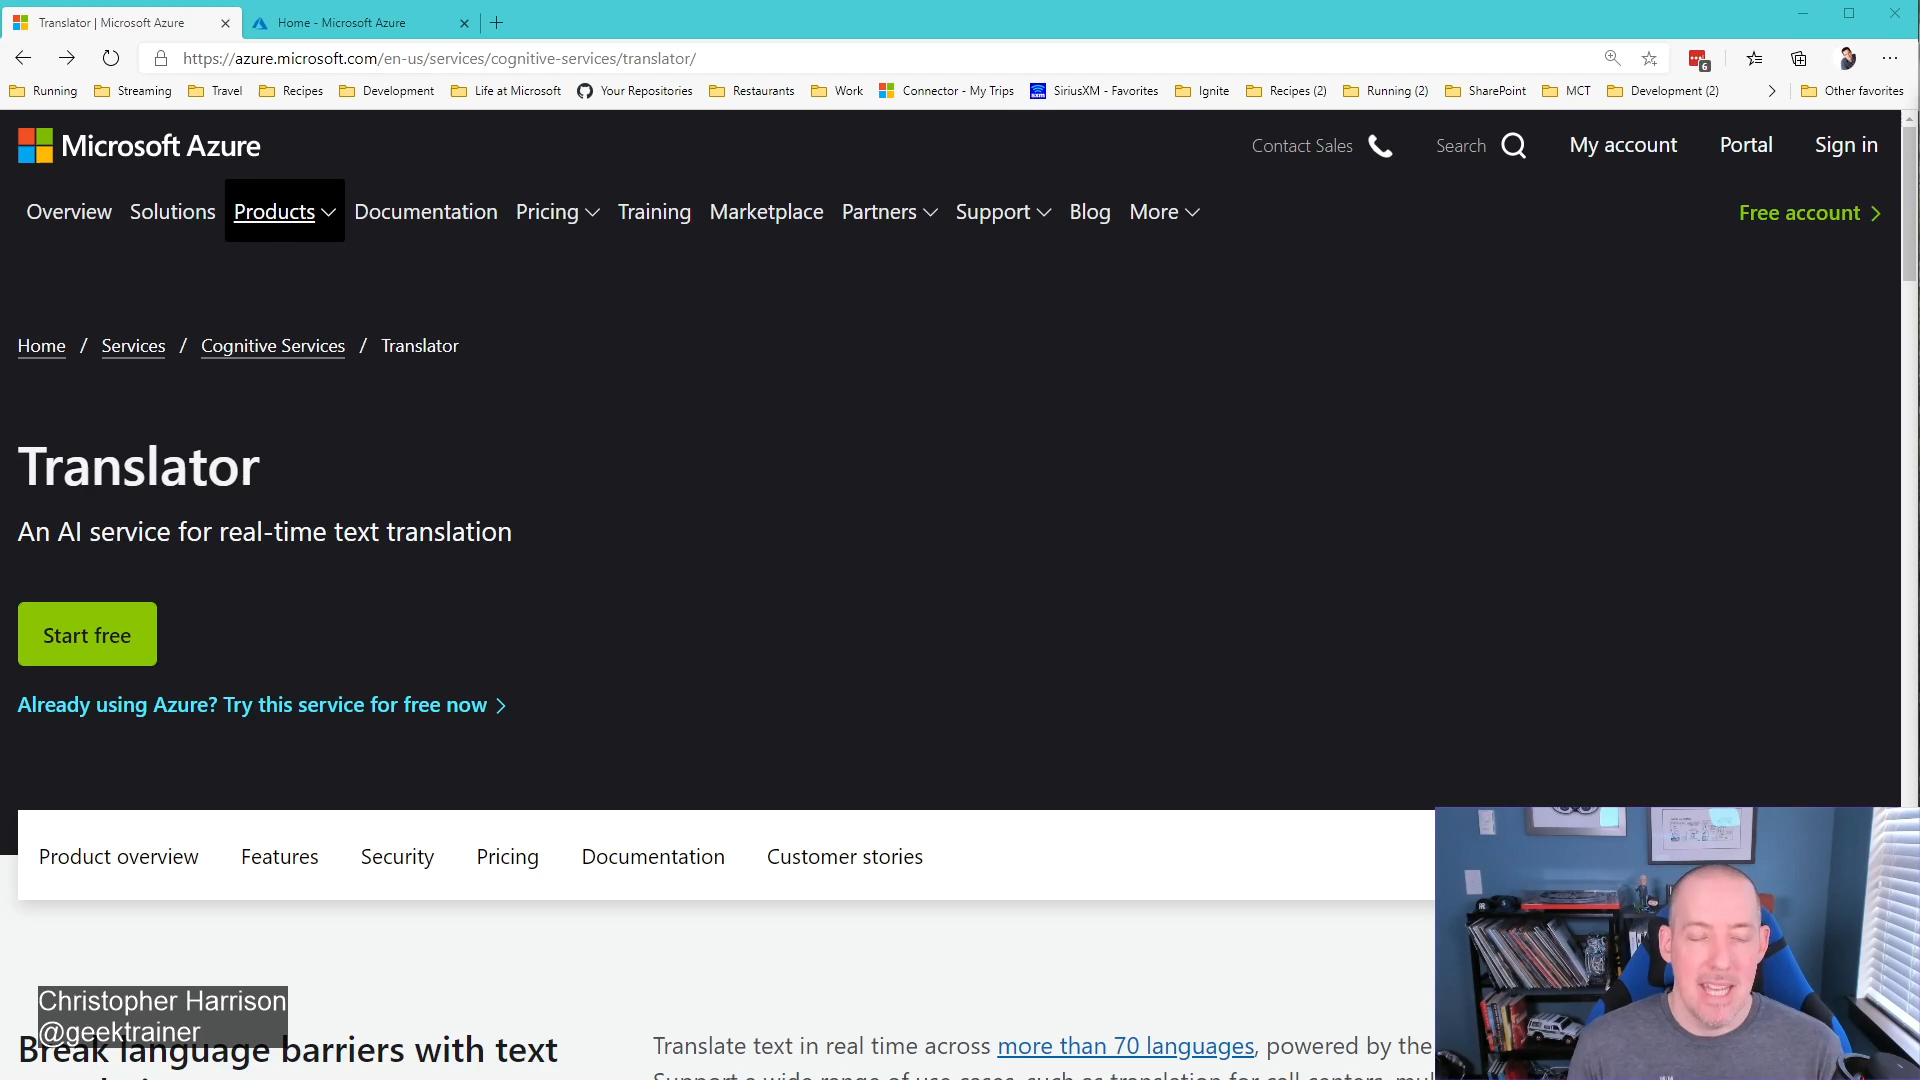 Translator | Microsoft Azure
Home - Microsoft Azure
https://azure.microsoft.com/en-us/services/cognitive-services/translator/
6
Running Streaming Travel Recipes Development Life at Microsoft Your Repositories Restaurants Work Connector - My Trips SiriusXM - Favorites Ignite Recipes (2) Running (2) SharePoint MCT Development (2) Other favorites
Microsoft Azure
Contact Sales Search My account Portal Sign in
Overview Solutions Products Documentation Pricing Training Marketplace Partners Support Blog More Free account
Home / Services / Cognitive Services / Translator
Translator
An AI service for real-time text translation
Start free
Already using Azure? Try this service for free now
Product overview Features Security Pricing Documentation Customer stories
Christopher Harrison
@geektrainer
Break language barriers with text
Translate text in real time across more than 70 languages, powered by the